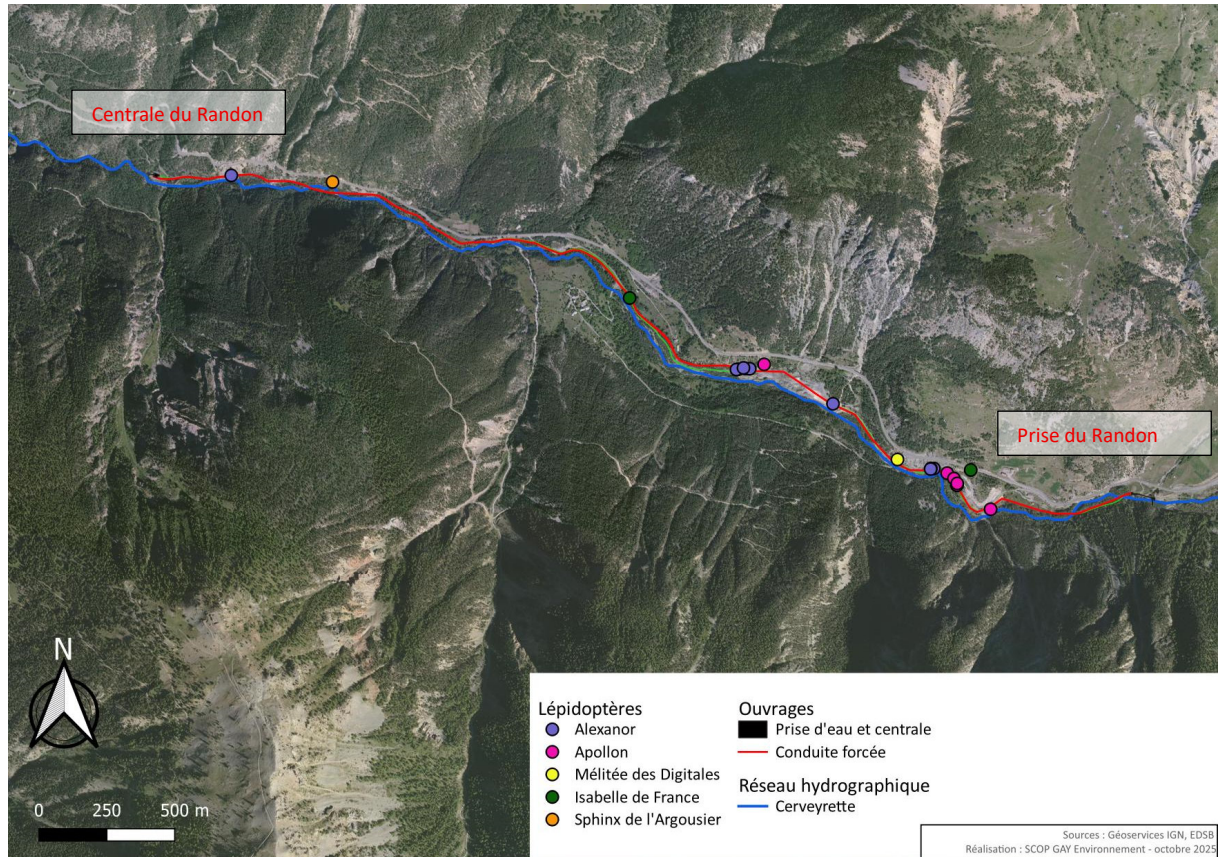 Centrale du Randon
Prise du Randon
N
0 250 500 m
Lépidoptères
Alexanor
Apollon
Mélitée des Digitales
Isabelle de France
Sphinx de l'Argousier
Ouvrages
Prise d'eau et centrale
Conduite forcée
Réseau hydrographique
Cerveyrette
Sources : Géoservices IGN, EDSB
Réalisation : SCOP GAY Environnement - octobre 2025